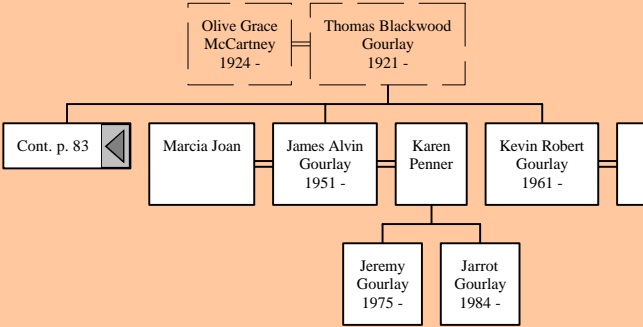 Olive Grace
McCartney
1924 -
Thomas Blackwood
Gourlay
1921 -
Cont. p. 83
Marcia Joan
James Alvin
Gourlay
1951 -
Karen
Penner
Kevin Robert
Gourlay
1961 -
Jeremy
Gourlay
1975 -
Jarrot
Gourlay
1984 -